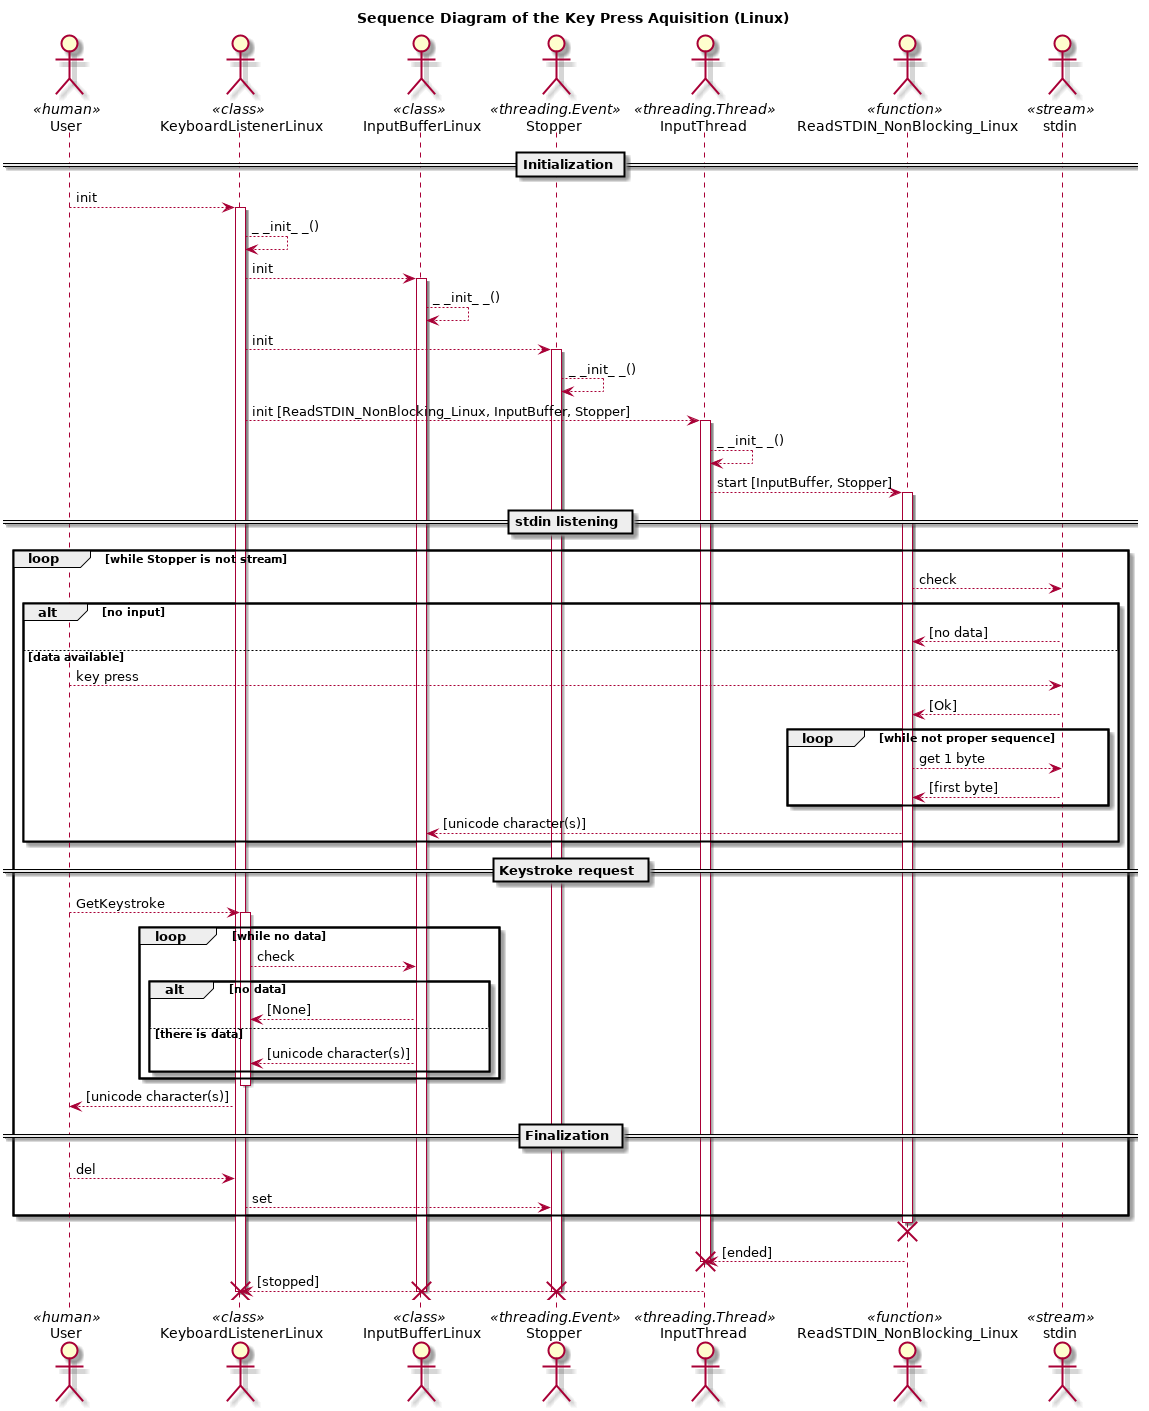 Sequence Diagram of the Key Press Aquisition (Linux)
«human» «class» «class» «threading.Event» «threading.Thread» «function» «stream»
User KeyboardListenerLinux InputBufferLinux Stopper InputThread ReadSTDIN_NonBlocking_Linux stdin
Initialization
init
_ _init_ _()
init
_ _init_ _()
init
_ _init_ _()
init [ReadSTDIN_NonBlocking_Linux, InputBuffer, Stopper]
_ _init_ _()
start [InputBuffer, Stopper]
stdin listening
loop [while Stopper is not stream]
check
alt [no input]
[no data]
[data available]
key press
[Ok]
loop [while not proper sequence]
get 1 byte
[first byte]
[unicode character(s)]
Keystroke request
GetKeystroke
loop [while no data]
check
alt [no data]
[None]
[there is data]
[unicode character(s)]
[unicode character(s)]
Finalization
del
set
[ended]
[stopped]
«human» «class» «class» «threading.Event» «threading.Thread» «function» «stream»
User KeyboardListenerLinux InputBufferLinux Stopper InputThread ReadSTDIN_NonBlocking_Linux stdin